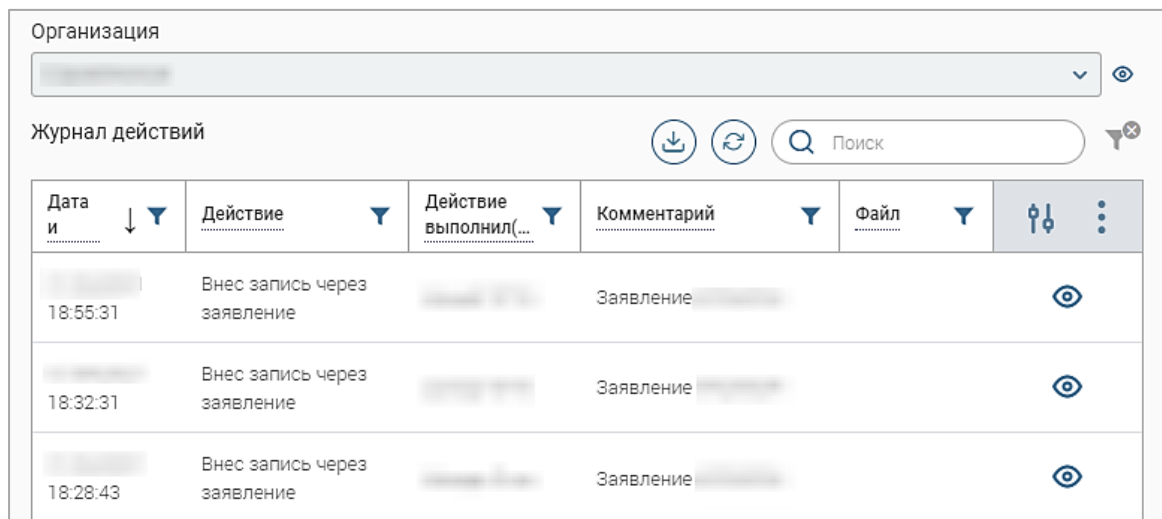 Организация
Журнал действий
Поиск
Дата
и
Действие
Действие
выполнил(...
Комментарий
Файл
18:55:31
Внес запись через
заявление
Заявление
18:32:31
Внес запись через
заявление
Заявление
18:28:43
Внес запись через
заявление
Заявление